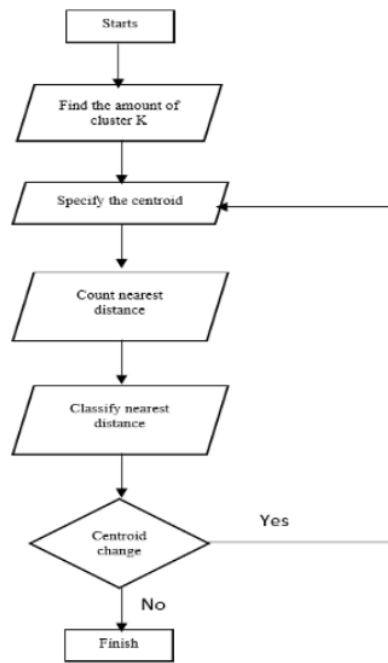 Starts
Find the amount of
cluster K
Specify the centroid
Count nearest
distance
Classify nearest
distance
Centroid
change
Yes
No
Finish